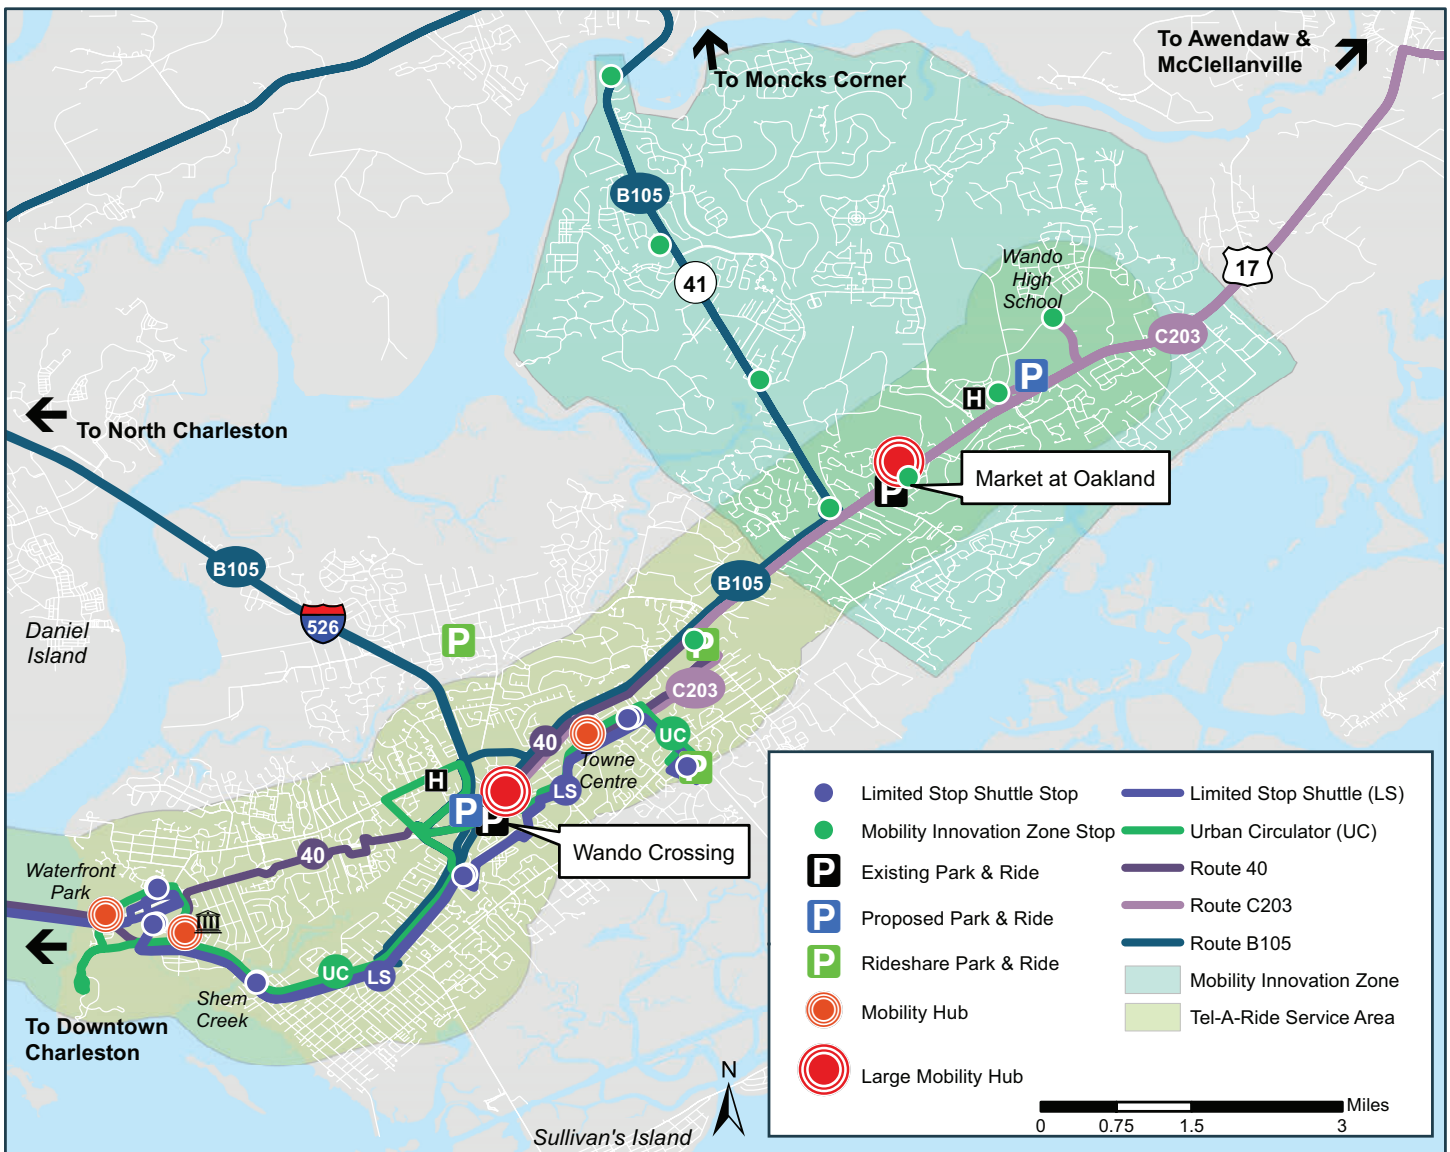 To Awendaw &
McClellanville
To Moncks Corner
B105
41
17
Wando
High
School
C203
P
H
To North Charleston
Market at Oakland
P
B105
526
B105
Daniel
Island
P
P
C203
40
UC
Towne
Centre
P
H
LS
P
P
Wando Crossing
40
Waterfront
Park
UC
LS
Shem
Creek
To Downtown
Charleston
N
Sullivan's Island
Limited Stop Shuttle Stop
Mobility Innovation Zone Stop
P Existing Park & Ride
P Proposed Park & Ride
P Rideshare Park & Ride
Mobility Hub
Large Mobility Hub
Limited Stop Shuttle (LS)
Urban Circulator (UC)
Route 40
Route C203
Route B105
Mobility Innovation Zone
Tel-A-Ride Service Area
Miles
0 0.75 1.5 3